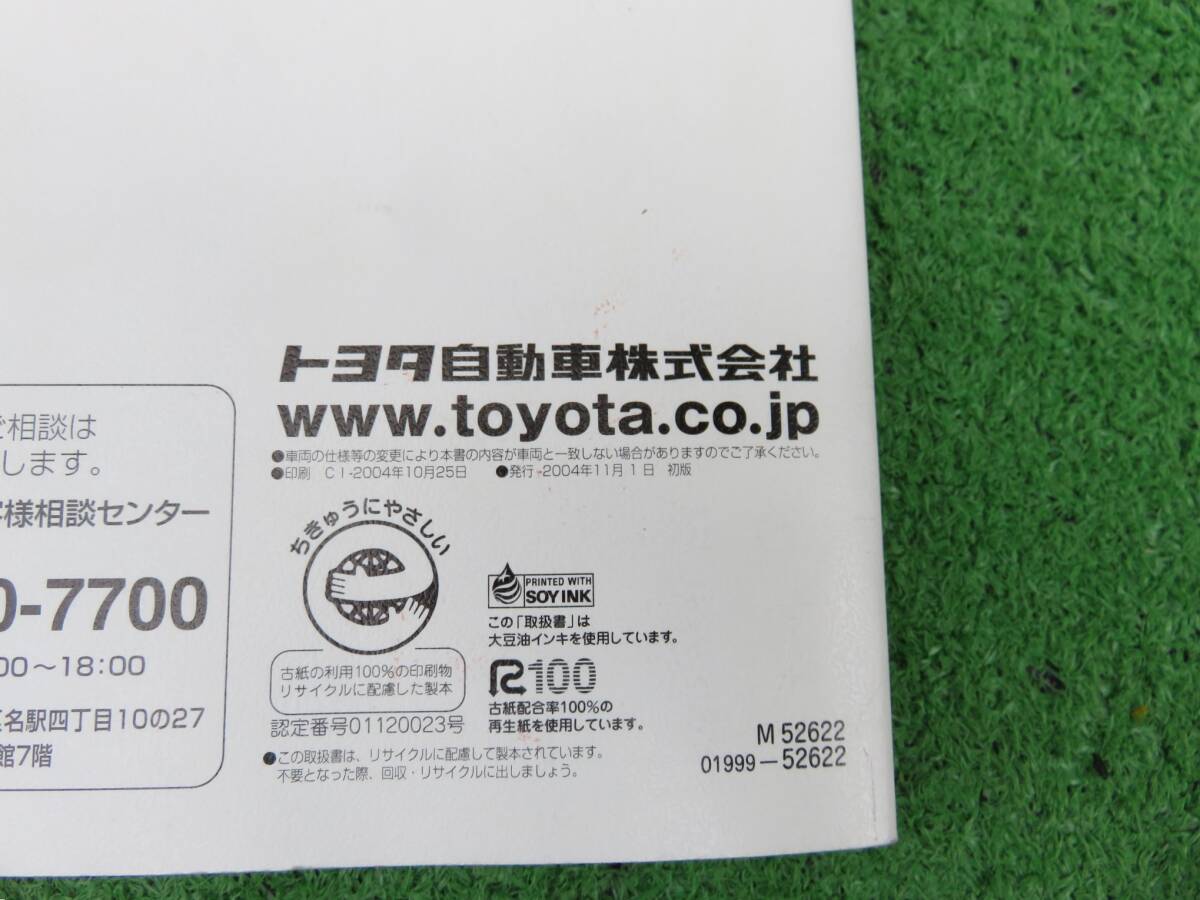 ご相談は
します。
客様相談センター
0-7700
00～18:00
区名駅四丁目10の27
館7階
トヨタ自動車株式会社
www.toyota.co.jp
●車両の仕様等の変更により本書の内容が車両と一致しない場合がありますのでご了承ください。
●印刷 CI-2004年10月25日 ●発行-2004年11月1日 初版
ちきゅうにやさしい
古紙の利用100%の印刷物
リサイクルに配慮した製本
認定番号01120023号
PRINTED WITH
SOY INK
この「取扱書」は
大豆油インキを使用しています。
R100
古紙配合率100%の
再生紙を使用しています。
●この取扱書は、リサイクルに配慮して製本されています。
不要となった際、回収・リサイクルに出しましょう。
M 52622
01999-52622